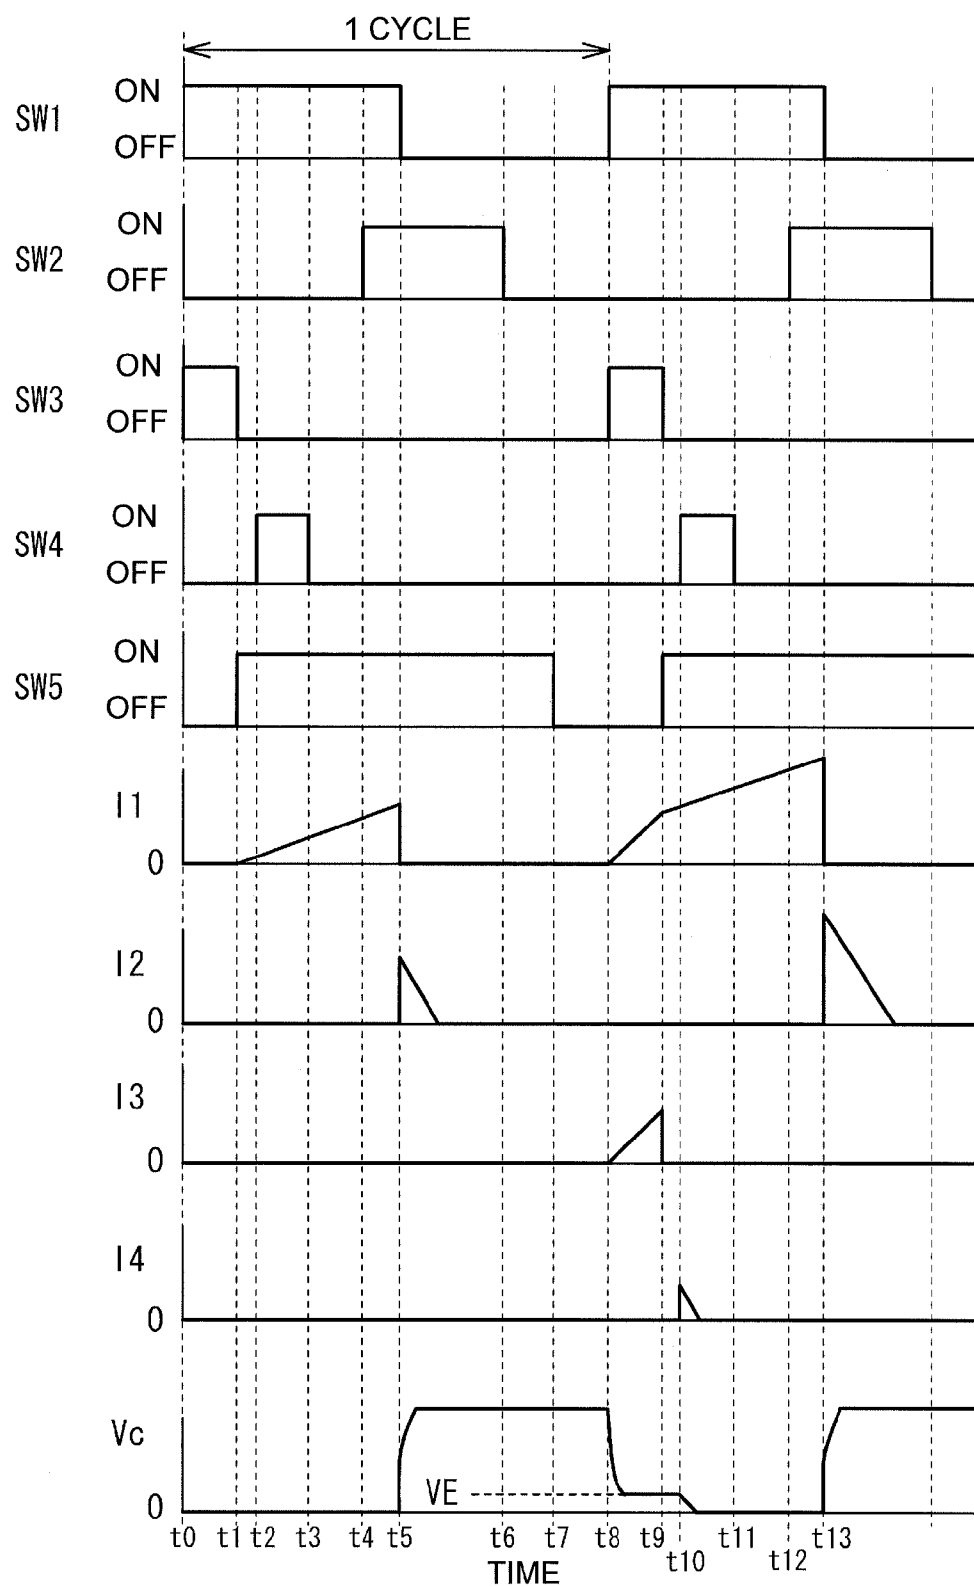 1 CYCLE
SW1 ON OFF
SW2 ON OFF
SW3 ON OFF
SW4 ON OFF
SW5 ON OFF
I1 0
I2 0
I3 0
I4 0
Vc VE 0
t0 t1 t2 t3 t4 t5 t6 t7 t8 t9 t10 t11 t12 t13
TIME